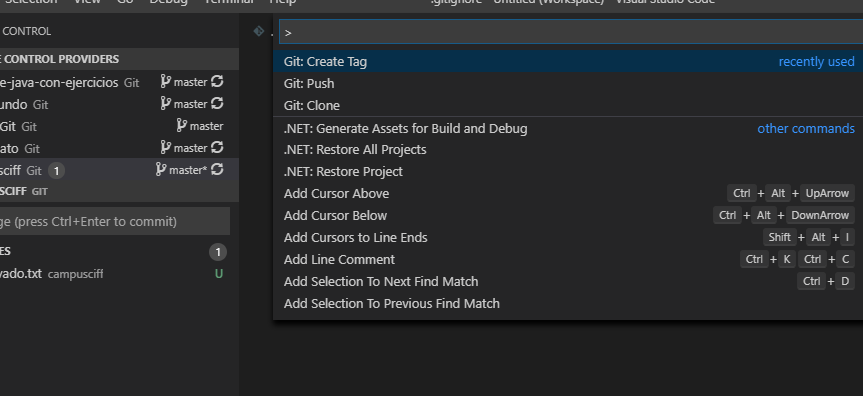 Selection View Go Debug Terminal Help .gitignore - Untitled (Workspace) - Visual Studio Code
CONTROL
E CONTROL PROVIDERS
e-java-con-ejercicios Git master
undo Git master
Git Git master
ato Git master
sciff Git 1 master*
SCIFF GIT
ge (press Ctrl+Enter to commit)
ES 1
vado.txt campusciff U
>
Git: Create Tag recently used
Git: Push
Git: Clone
.NET: Generate Assets for Build and Debug other commands
.NET: Restore All Projects
.NET: Restore Project
Add Cursor Above Ctrl + Alt + UpArrow
Add Cursor Below Ctrl + Alt + DownArrow
Add Cursors to Line Ends Shift + Alt + I
Add Line Comment Ctrl + K Ctrl + C
Add Selection To Next Find Match Ctrl + D
Add Selection To Previous Find Match